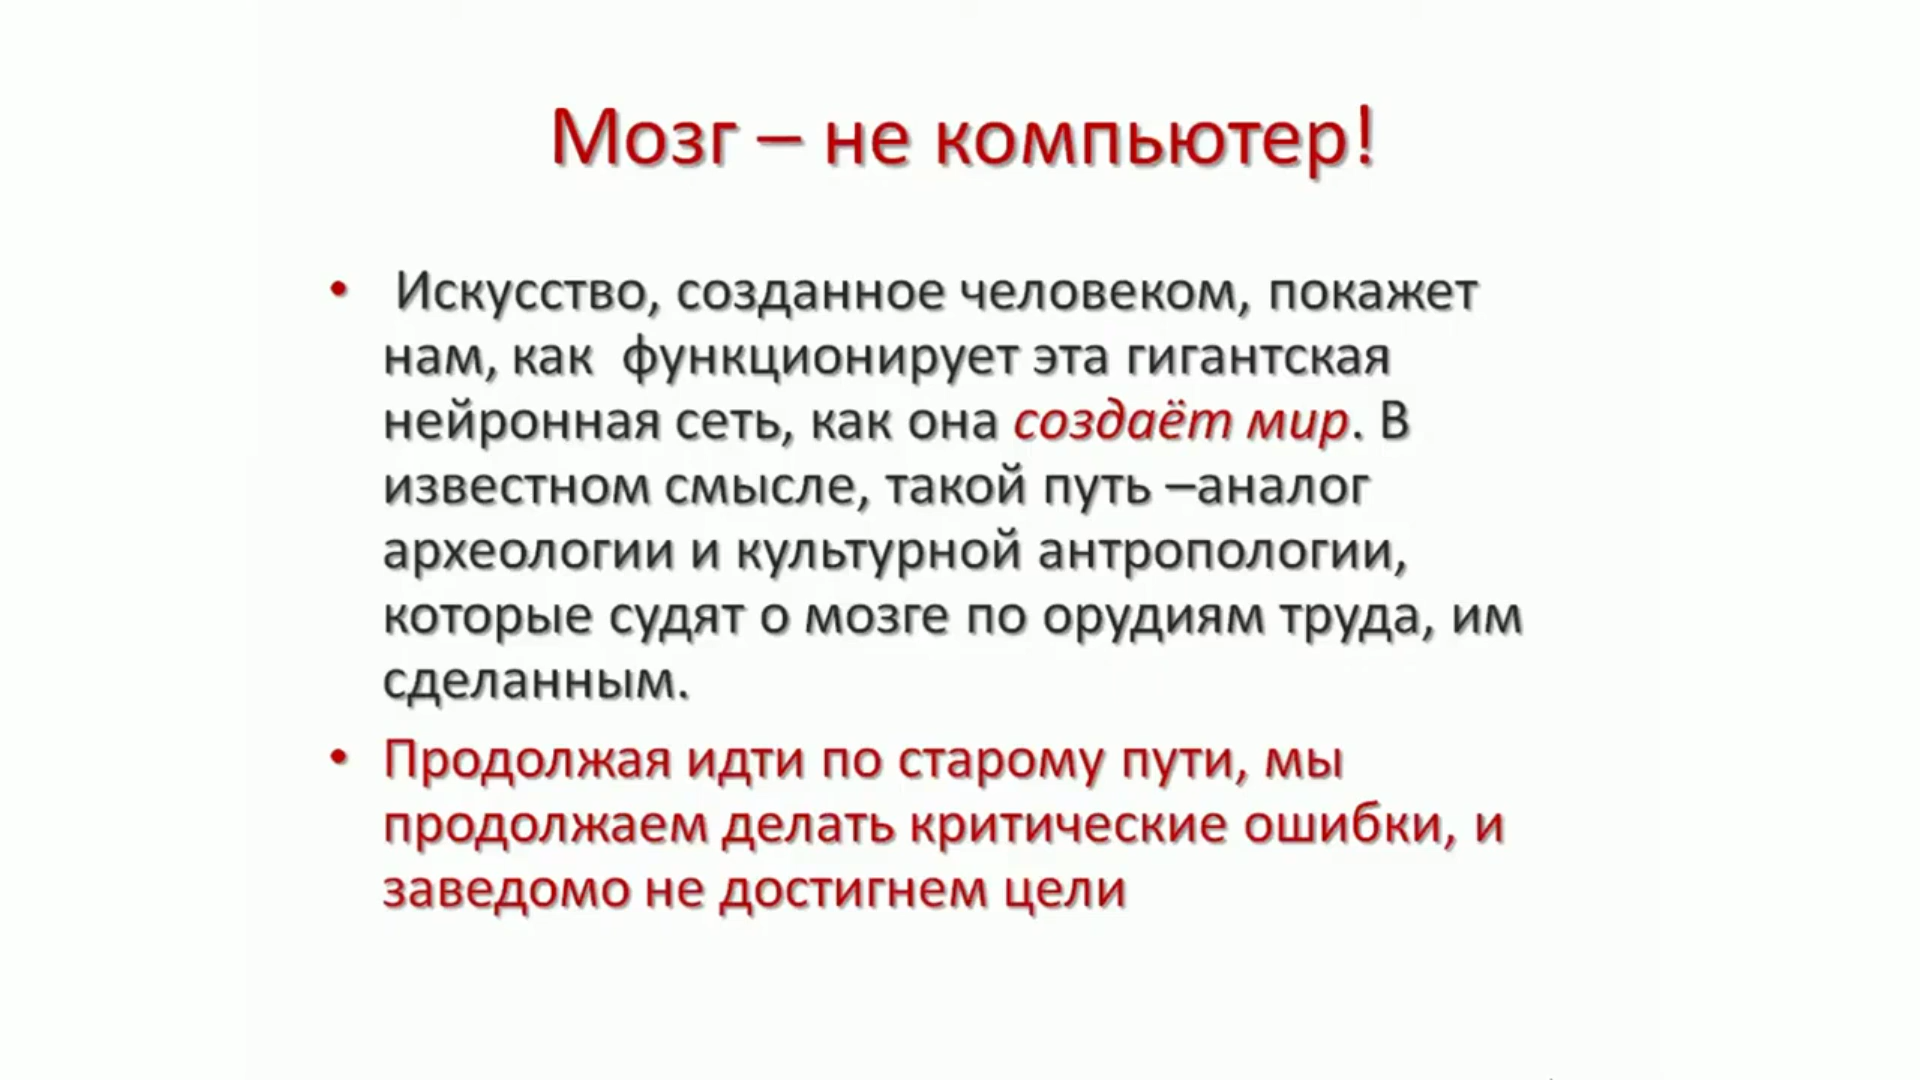 Мозг – не компьютер!
• Искусство, созданное человеком, покажет
нам, как функционирует эта гигантская
нейронная сеть, как она создаёт мир. В
известном смысле, такой путь –аналог
археологии и культурной антропологии,
которые судят о мозге по орудиям труда, им
сделанным.
• Продолжая идти по старому пути, мы
продолжаем делать критические ошибки, и
заведомо не достигнем цели